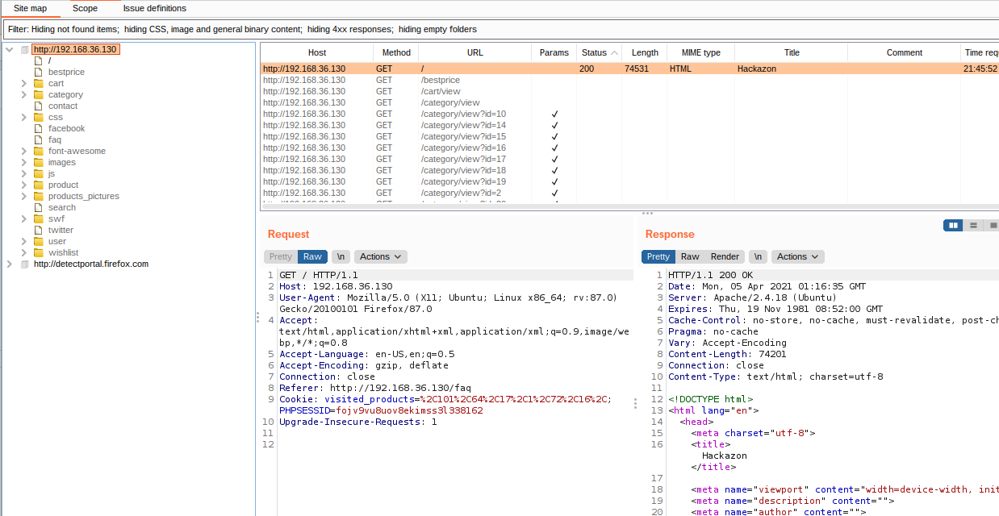 Site map Scope Issue definitions
Filter: Hiding not found items; hiding CSS, image and general binary content; hiding 4xx responses; hiding empty folders
http://192.168.36.130
/
bestprice
cart
category
contact
css
facebook
faq
font-awesome
images
js
product
products_pictures
search
swf
twitter
user
wishlist
http://detectportal.firefox.com
Host Method URL Params Status Length MIME type Title Comment Time requ
http://192.168.36.130 GET / 200 74531 HTML Hackazon 21:45:52
http://192.168.36.130 GET /bestprice
http://192.168.36.130 GET /cart/view
http://192.168.36.130 GET /category/view
http://192.168.36.130 GET /category/view?id=10 ✓
http://192.168.36.130 GET /category/view?id=14 ✓
http://192.168.36.130 GET /category/view?id=15 ✓
http://192.168.36.130 GET /category/view?id=16 ✓
http://192.168.36.130 GET /category/view?id=17 ✓
http://192.168.36.130 GET /category/view?id=18 ✓
http://192.168.36.130 GET /category/view?id=19 ✓
http://192.168.36.130 GET /category/view?id=2 ✓
Request
Pretty Raw \n Actions
1 GET / HTTP/1.1
2 Host: 192.168.36.130
3 User-Agent: Mozilla/5.0 (X11; Ubuntu; Linux x86_64; rv:87.0)
Gecko/20100101 Firefox/87.0
4 Accept:
text/html,application/xhtml+xml,application/xml;q=0.9,image/we
bp,*/*;q=0.8
5 Accept-Language: en-US,en;q=0.5
6 Accept-Encoding: gzip, deflate
7 Connection: close
8 Referer: http://192.168.36.130/faq
9 Cookie: visited_products=%2C101%2C64%2C17%2C1%2C72%2C16%2C;
PHPSESSID=fojv9vu8uov8ekimss3l338162
10 Upgrade-Insecure-Requests: 1
11
12
Response
Pretty Raw Render \n Actions
1 HTTP/1.1 200 OK
2 Date: Mon, 05 Apr 2021 01:16:35 GMT
3 Server: Apache/2.4.18 (Ubuntu)
4 Expires: Thu, 19 Nov 1981 08:52:00 GMT
5 Cache-Control: no-store, no-cache, must-revalidate, post-ch
6 Pragma: no-cache
7 Vary: Accept-Encoding
8 Content-Length: 74201
9 Connection: close
10 Content-Type: text/html; charset=utf-8
11
12 <!DOCTYPE html>
13 <html lang="en">
14 <head>
15 <meta charset="utf-8">
16 <title>
Hackazon
</title>
17
18 <meta name="viewport" content="width=device-width, init
19 <meta name="description" content="">
20 <meta name="author" content="">